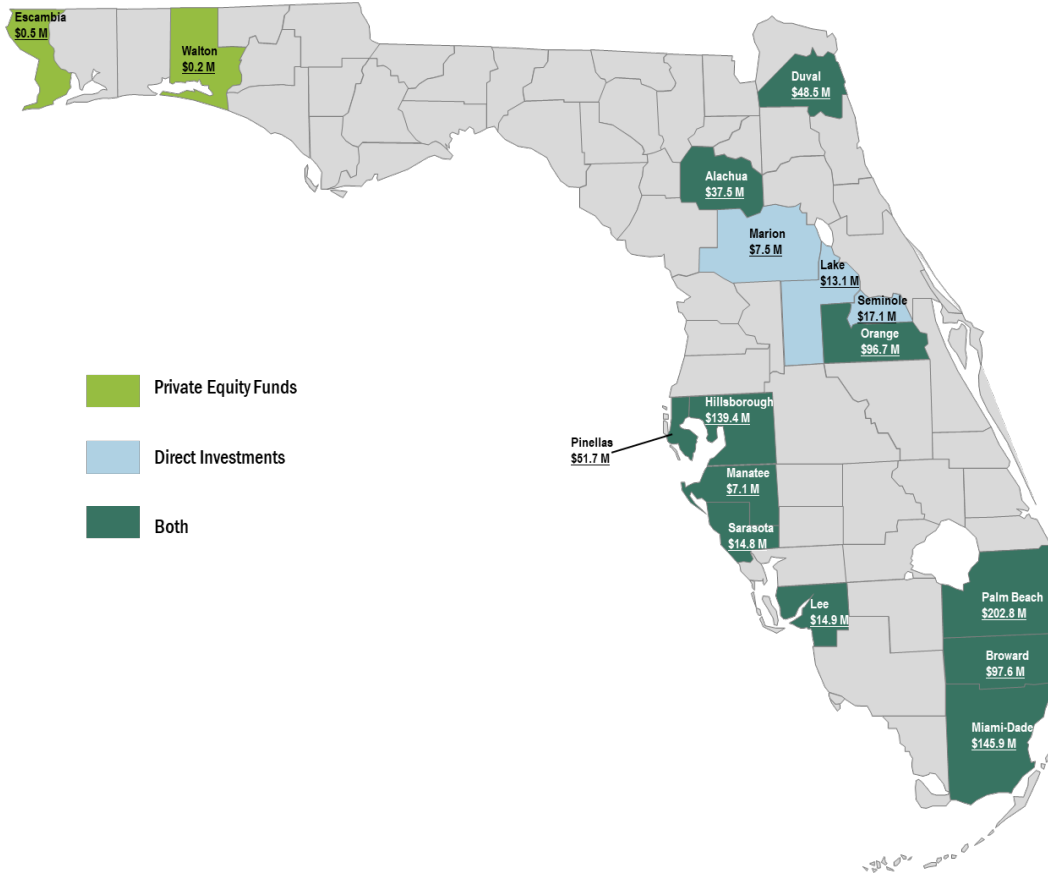 Escambia
$0.5 M
Walton
$0.2 M
Duval
$48.5 M
Alachua
$37.5 M
Marion
$7.5 M
Lake
$13.1 M
Seminole
$17.1 M
Orange
$96.7 M
Private Equity Funds
Direct Investments
Both
Hillsborough
$139.4 M
Pinellas
$51.7 M
Manatee
$7.1 M
Sarasota
$14.8 M
Lee
$14.9 M
Palm Beach
$202.8 M
Broward
$97.6 M
Miami-Dade
$145.9 M